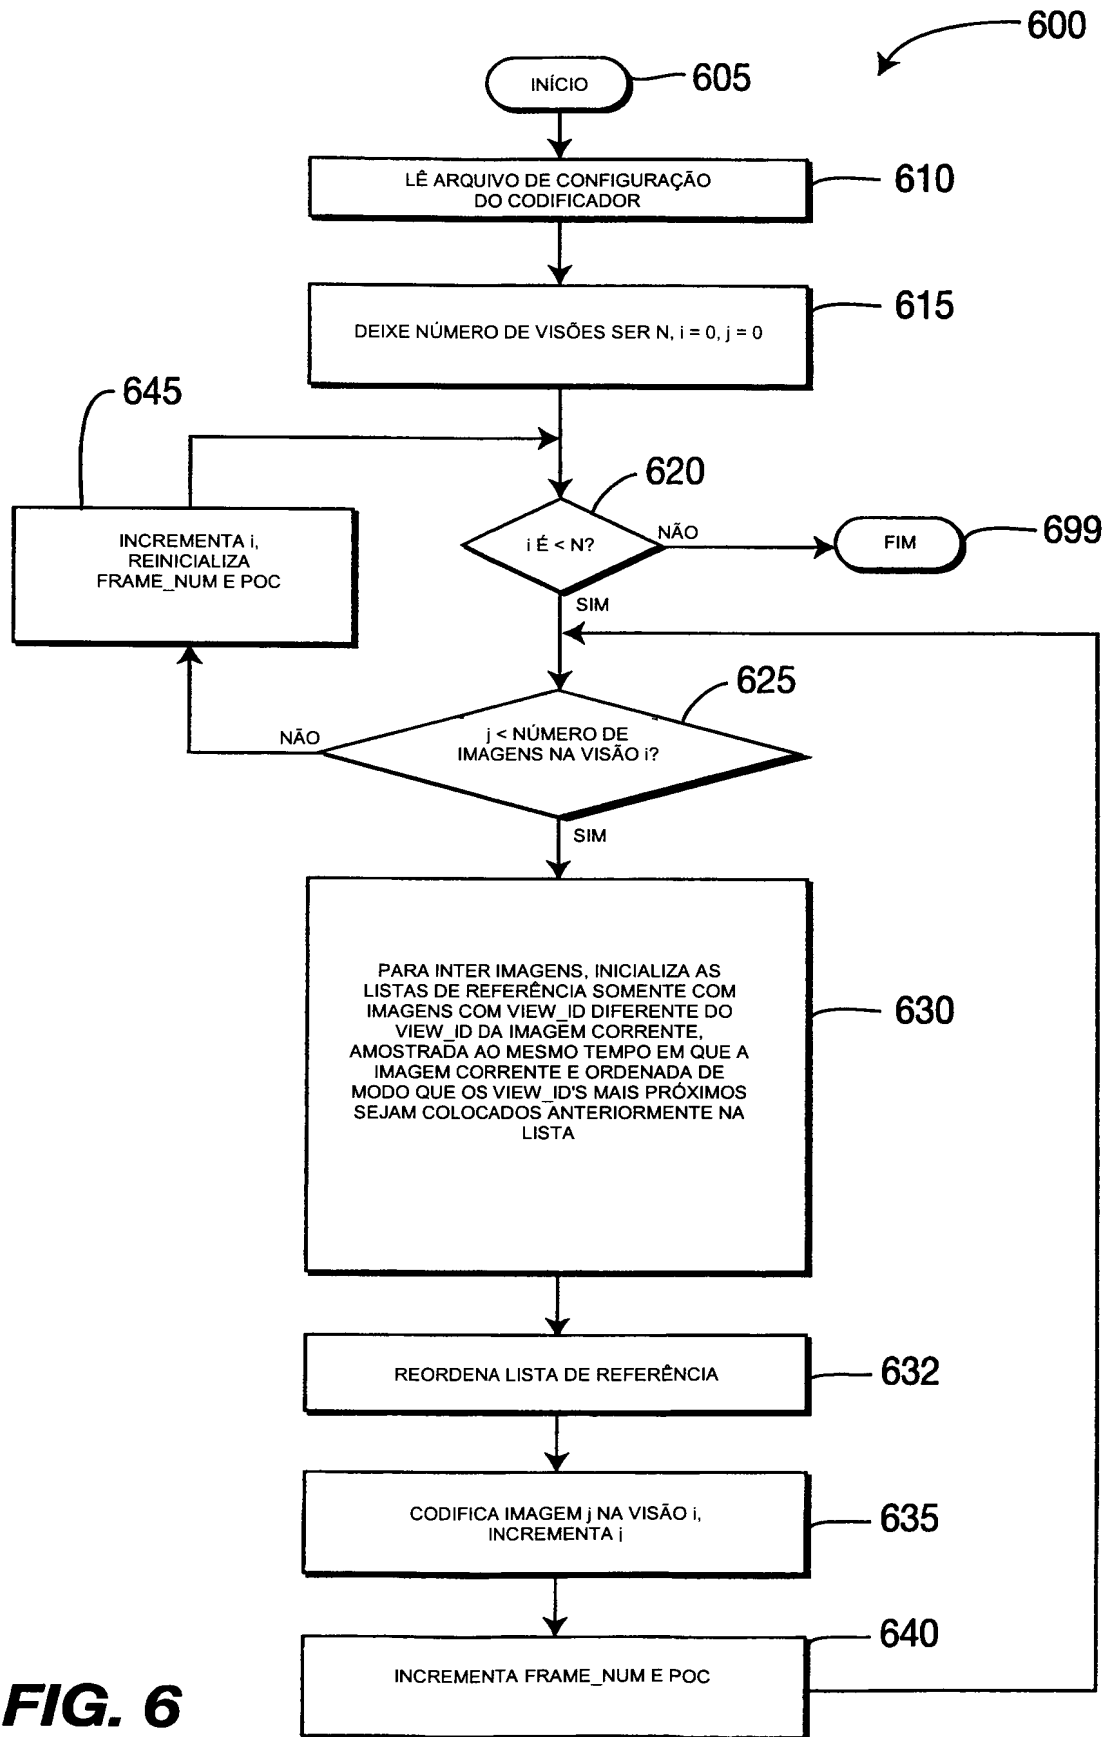 600
INÍCIO
605
LÊ ARQUIVO DE CONFIGURAÇÃO
DO CODIFICADOR
610
DEIXE NÚMERO DE VISÕES SER N, i = 0, j = 0
615
645
INCREMENTA i,
REINICIALIZA
FRAME_NUM E POC
620
i É < N?
NÃO
FIM
699
SIM
625
j < NÚMERO DE
IMAGENS NA VISÃO i?
NÃO
SIM
PARA INTER IMAGENS, INICIALIZA AS
LISTAS DE REFERÊNCIA SOMENTE COM
IMAGENS COM VIEW_ID DIFERENTE DO
VIEW_ID DA IMAGEM CORRENTE,
AMOSTRADA AO MESMO TEMPO EM QUE A
IMAGEM CORRENTE E ORDENADA DE
MODO QUE OS VIEW_ID'S MAIS PRÓXIMOS
SEJAM COLOCADOS ANTERIORMENTE NA
LISTA
630
REORDENA LISTA DE REFERÊNCIA
632
CODIFICA IMAGEM j NA VISÃO i,
INCREMENTA j
635
INCREMENTA FRAME_NUM E POC
640
FIG. 6